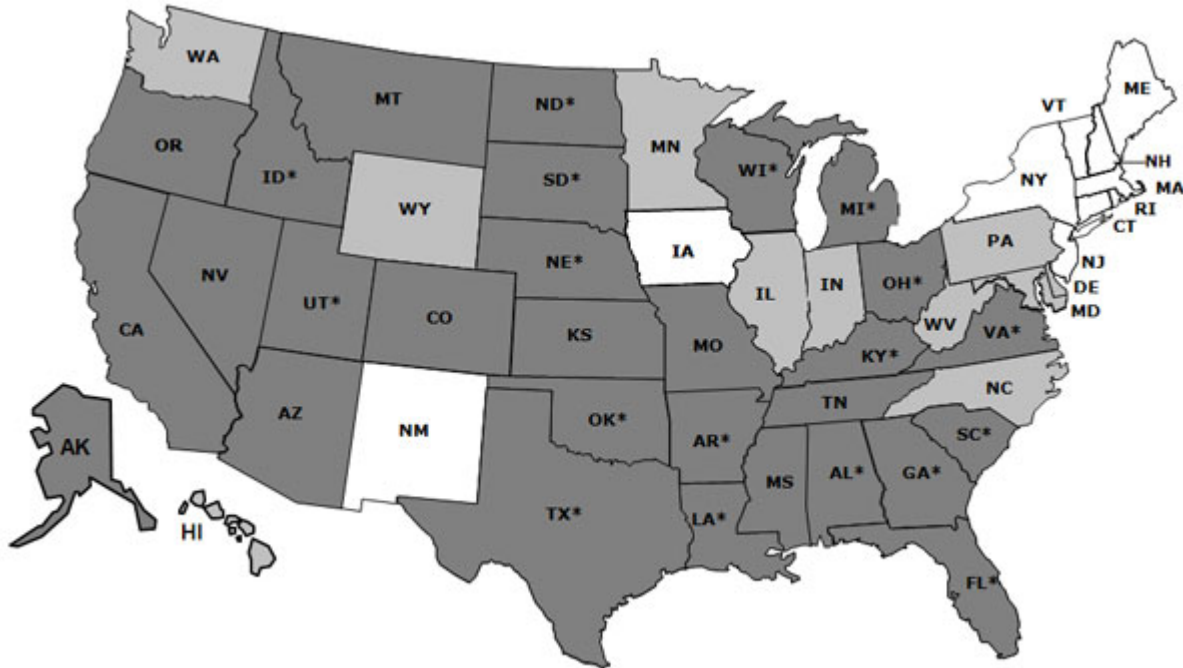 WA
MT
ND*
ME
VT
OR
MN
ID*
SD*
WI*
NH
NY
MA
WY
MI*
RI
CT
IA
PA
NE*
NJ
NV
IL
IN
OH*
DE
UT*
CO
MD
CA
KS
MO
WV
VA*
KY*
NC
AZ
TN
NM
OK*
AR*
SC*
AK
MS
AL*
GA*
TX*
LA*
HI
FL*